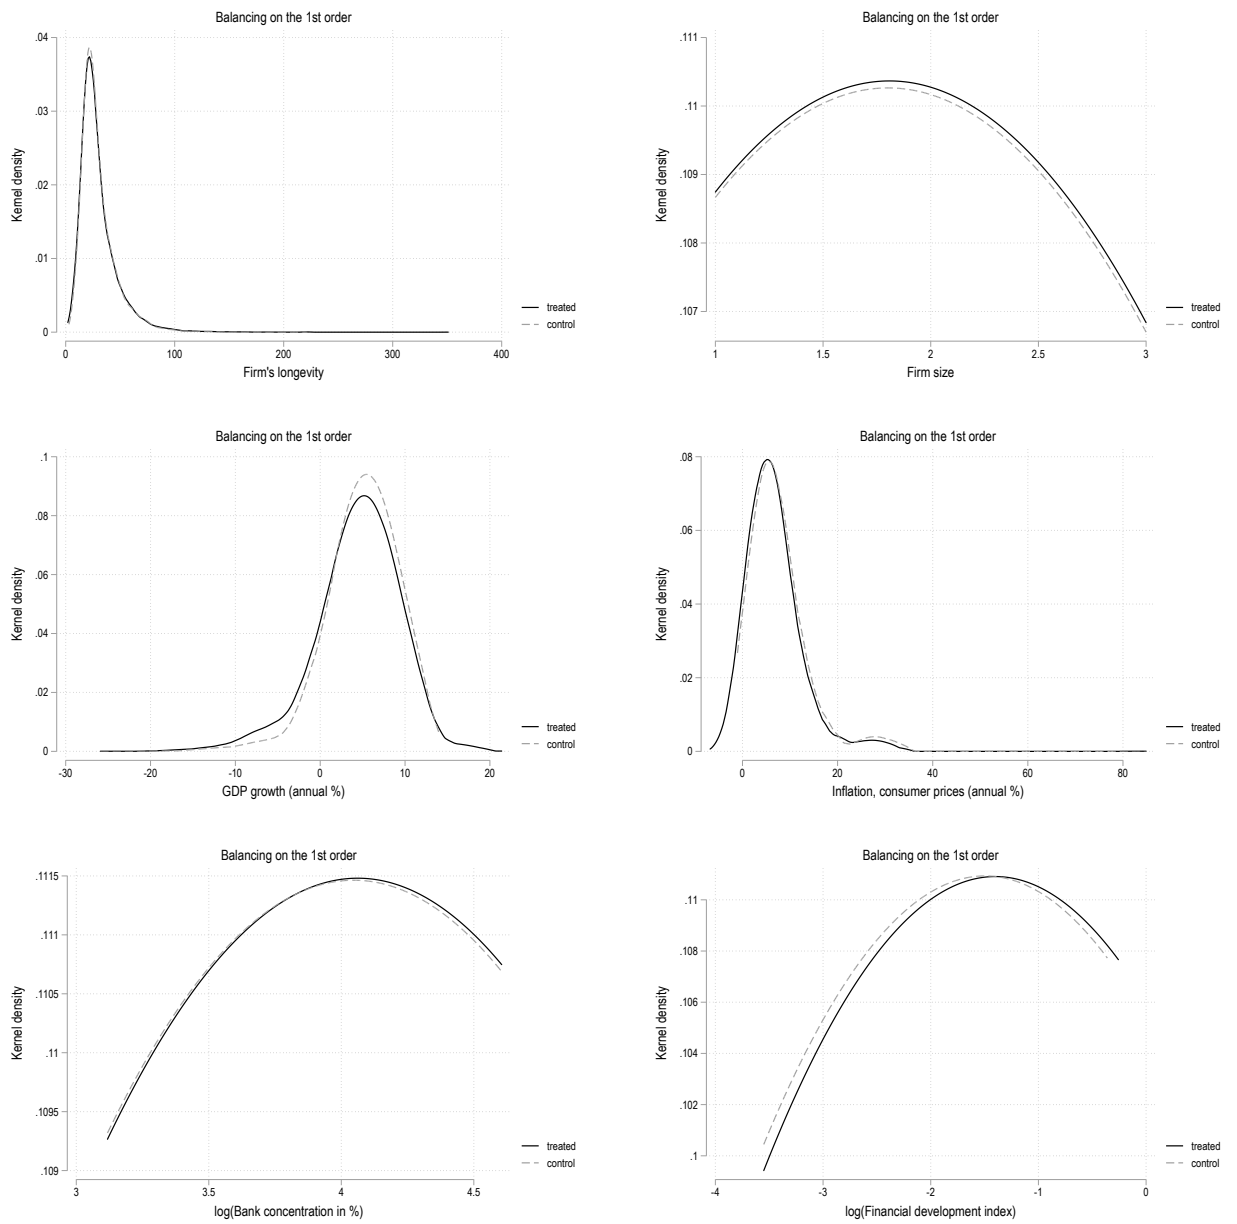 Balancing on the 1st order
.04
.03
.02
.01
0
Kernel density
0 100 200 300 400
Firm's longevity
treated
control
Balancing on the 1st order
.111
.11
.109
.108
.107
Kernel density
1 1.5 2 2.5 3
Firm size
treated
control
Balancing on the 1st order
.1
.08
.06
.04
.02
0
Kernel density
-30 -20 -10 0 10 20
GDP growth (annual %)
treated
control
Balancing on the 1st order
.08
.06
.04
.02
0
Kernel density
0 20 40 60 80
Inflation, consumer prices (annual %)
treated
control
Balancing on the 1st order
.1115
.111
.1105
.11
.1095
.109
Kernel density
3 3.5 4 4.5
log(Bank concentration in %)
treated
control
Balancing on the 1st order
.11
.108
.106
.104
.102
.1
Kernel density
-4 -3 -2 -1 0
log(Financial development index)
treated
control